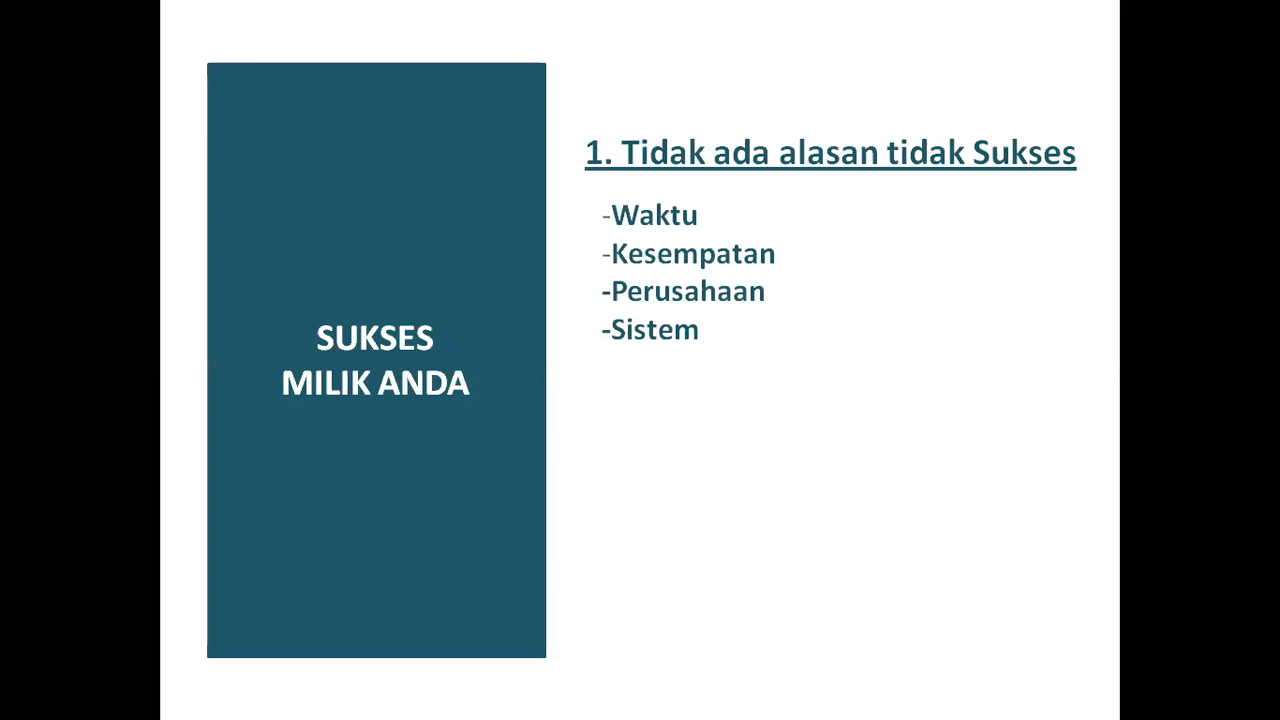 SUKSES
MILIK ANDA
1. Tidak ada alasan tidak Sukses
-Waktu
-Kesempatan
-Perusahaan
-Sistem